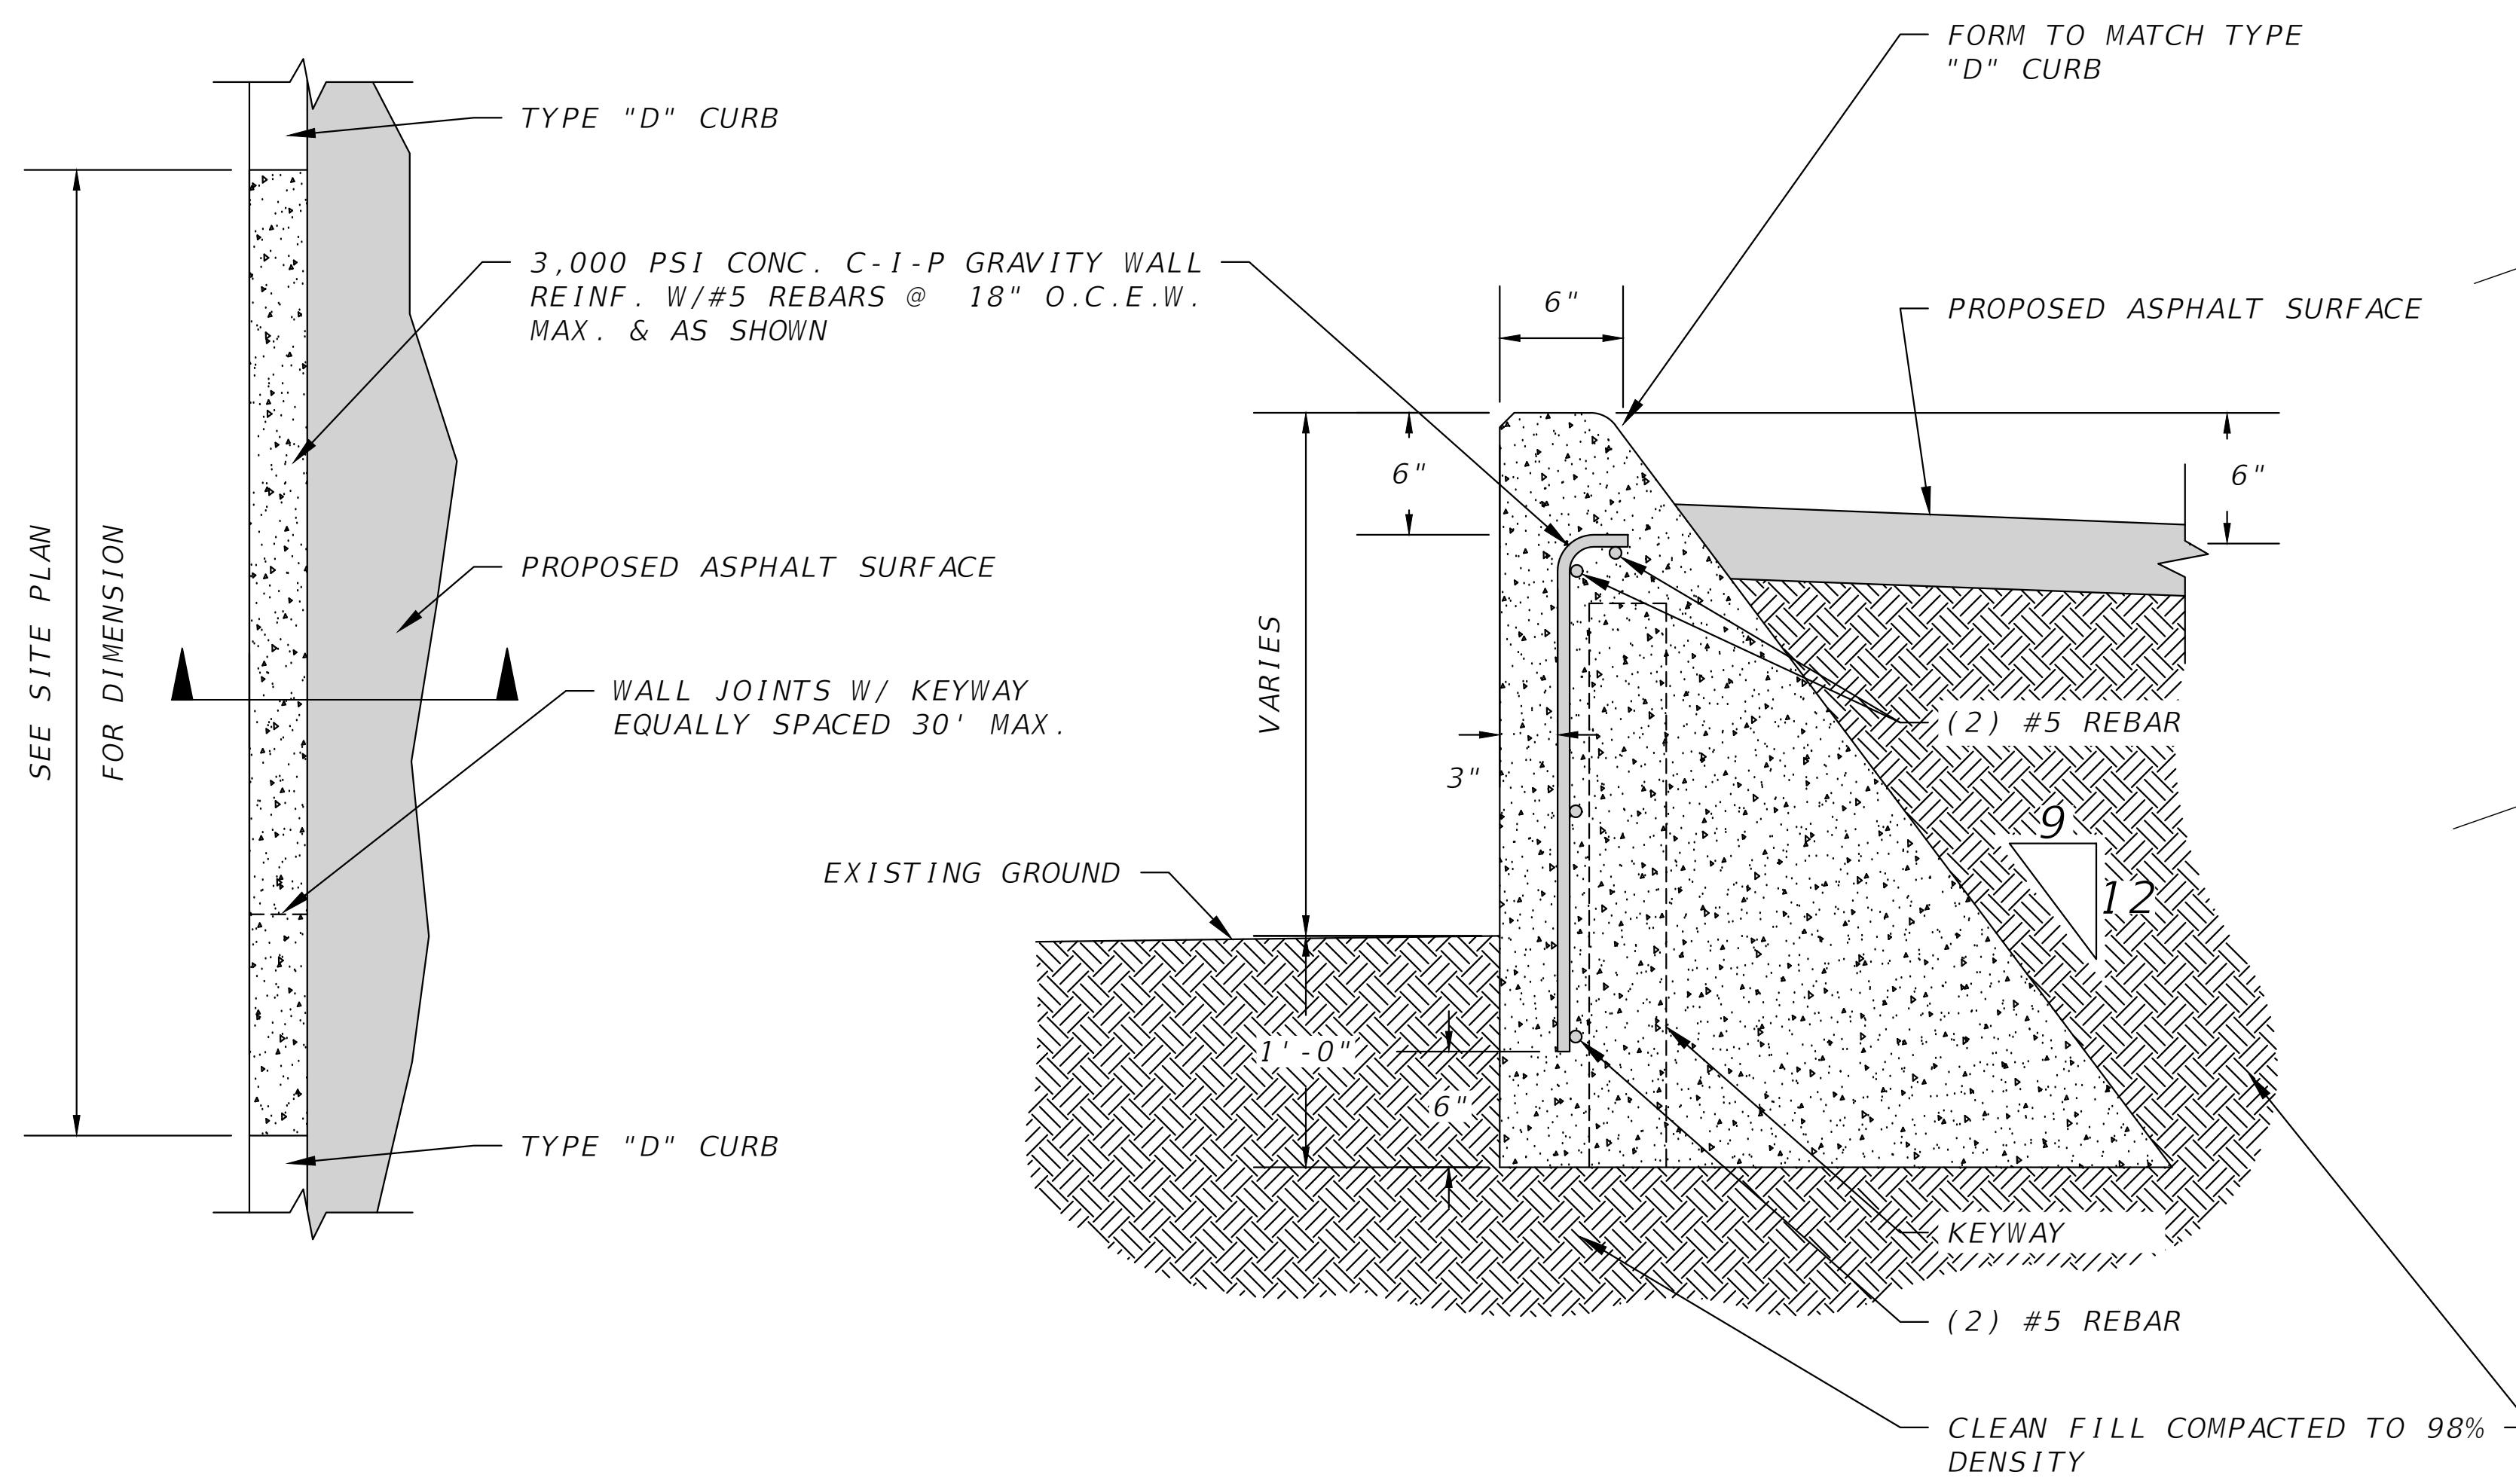 TYPE "D" CURB
3,000 PSI CONC. C-I-P GRAVITY WALL
REINF. W/#5 REBARS @ 18" O.C.E.W.
MAX. & AS SHOWN
SEE SITE PLAN
FOR DIMENSION
PROPOSED ASPHALT SURFACE
WALL JOINTS W/ KEYWAY
EQUALLY SPACED 30' MAX.
TYPE "D" CURB
FORM TO MATCH TYPE
"D" CURB
6"
PROPOSED ASPHALT SURFACE
6"
6"
VARIES
3"
(2) #5 REBAR
9
12
EXISTING GROUND
1'-0"
6"
KEYWAY
(2) #5 REBAR
CLEAN FILL COMPACTED TO 98%
DENSITY